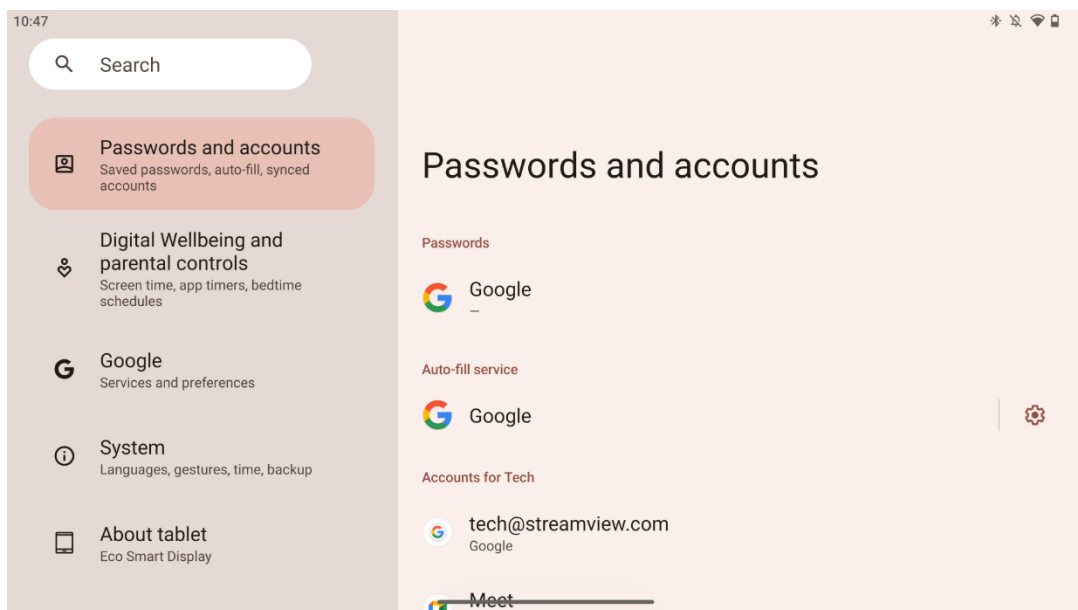 10:47
Search
Passwords and accounts
Saved passwords, auto-fill, synced
accounts
Digital Wellbeing and
parental controls
Screen time, app timers, bedtime
schedules
Google
Services and preferences
System
Languages, gestures, time, backup
About tablet
Eco Smart Display
Passwords and accounts
Passwords
Google
–
Auto-fill service
Google
Accounts for Tech
tech@streamview.com
Google
Meet